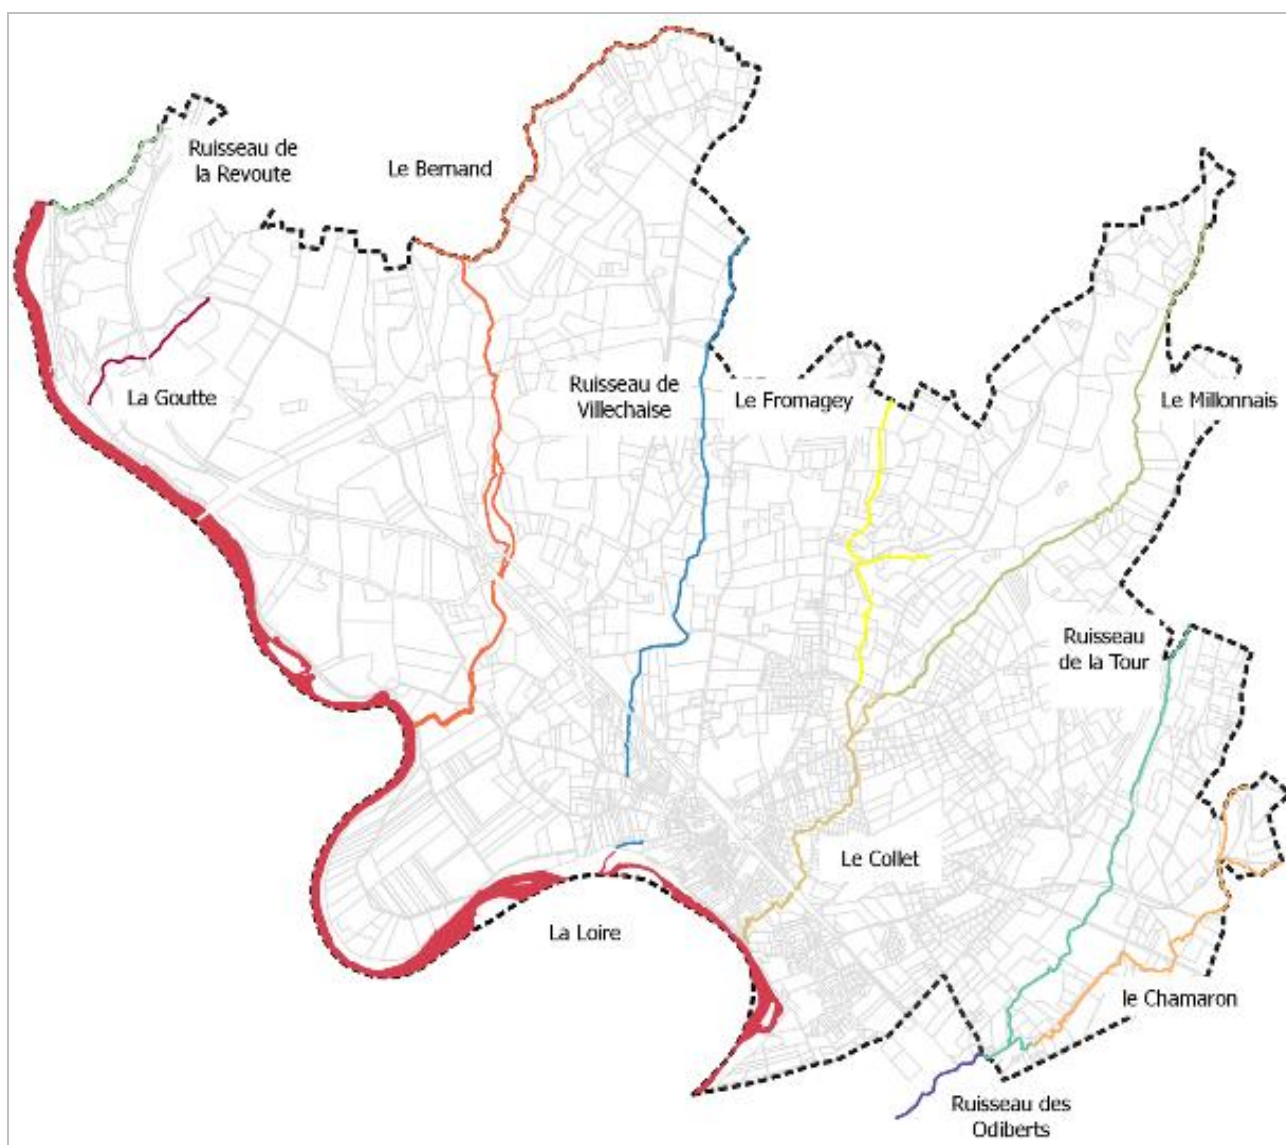 Ruisseau de
la Revoute
Le Bernand
La Goutte
Ruisseau de
Villechaise
Le Fromagey
Le Millonnais
Ruisseau
de la Tour
Le Collet
La Loire
le Chamaron
Ruisseau des
Odiberts